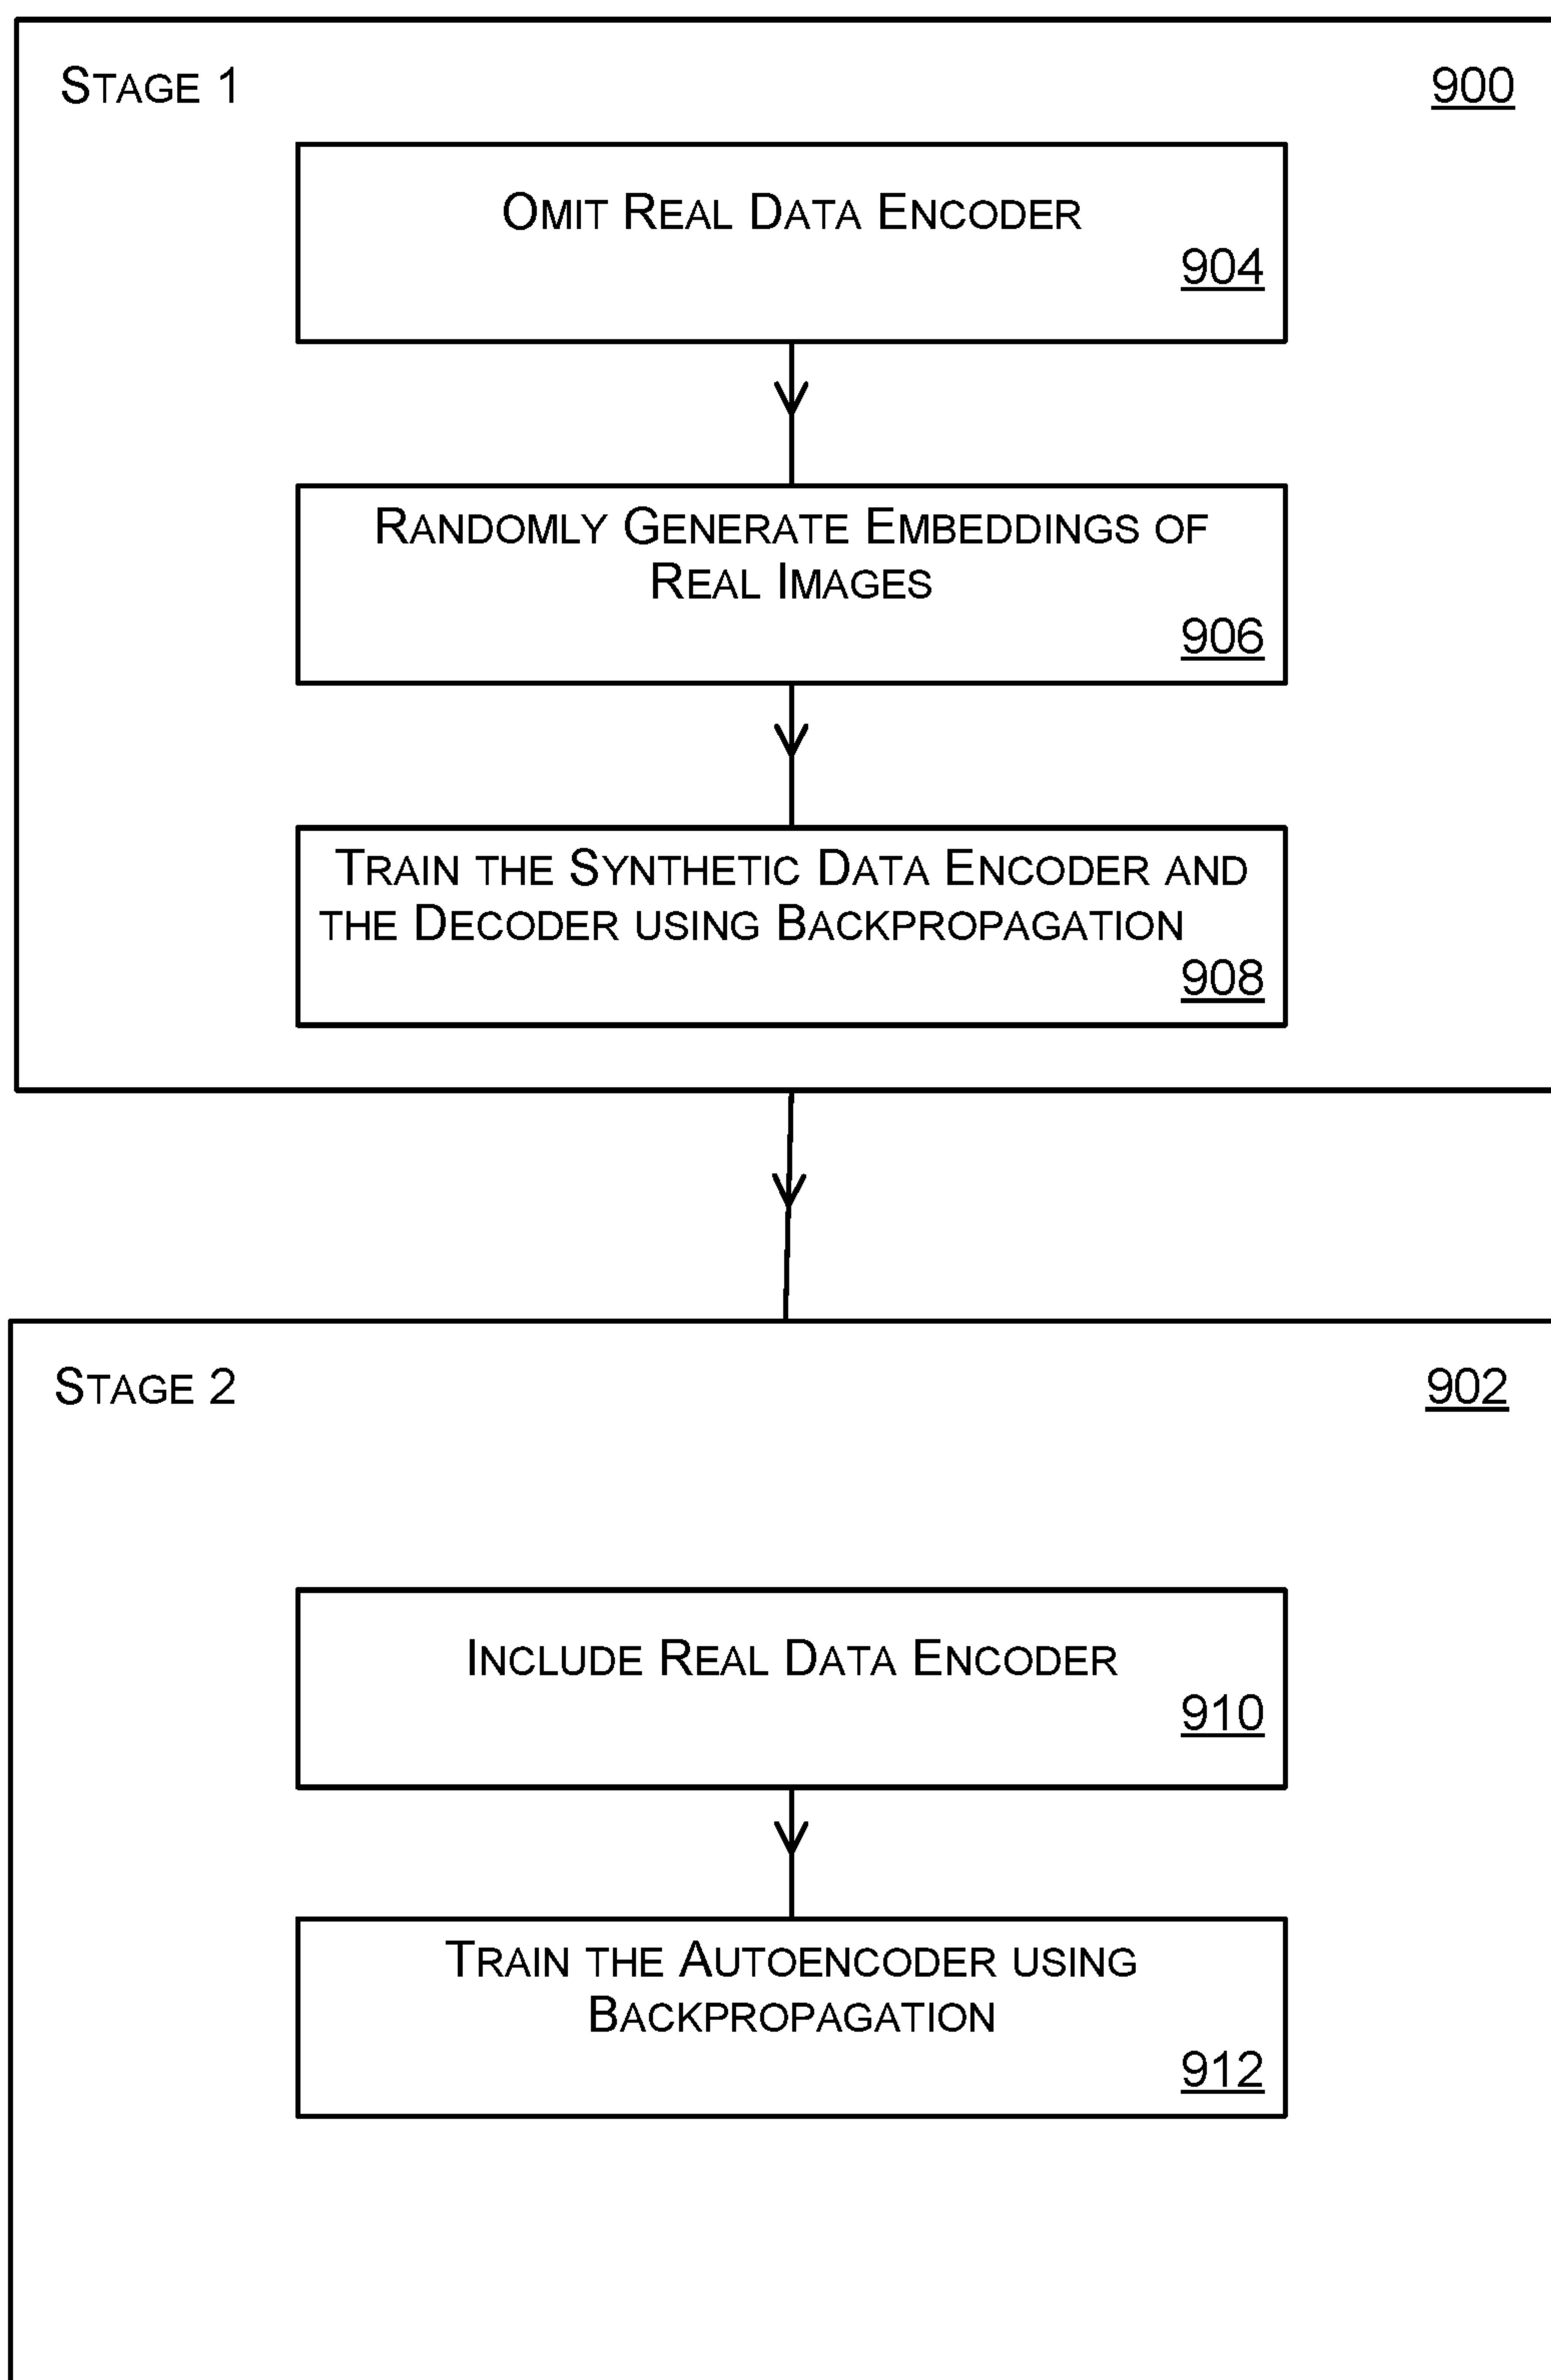 STAGE 1
900
OMIT REAL DATA ENCODER
904
RANDOMLY GENERATE EMBEDDINGS OF
REAL IMAGES
906
TRAIN THE SYNTHETIC DATA ENCODER AND
THE DECODER USING BACKPROPAGATION
908
STAGE 2
902
INCLUDE REAL DATA ENCODER
910
TRAIN THE AUTOENCODER USING
BACKPROPAGATION
912